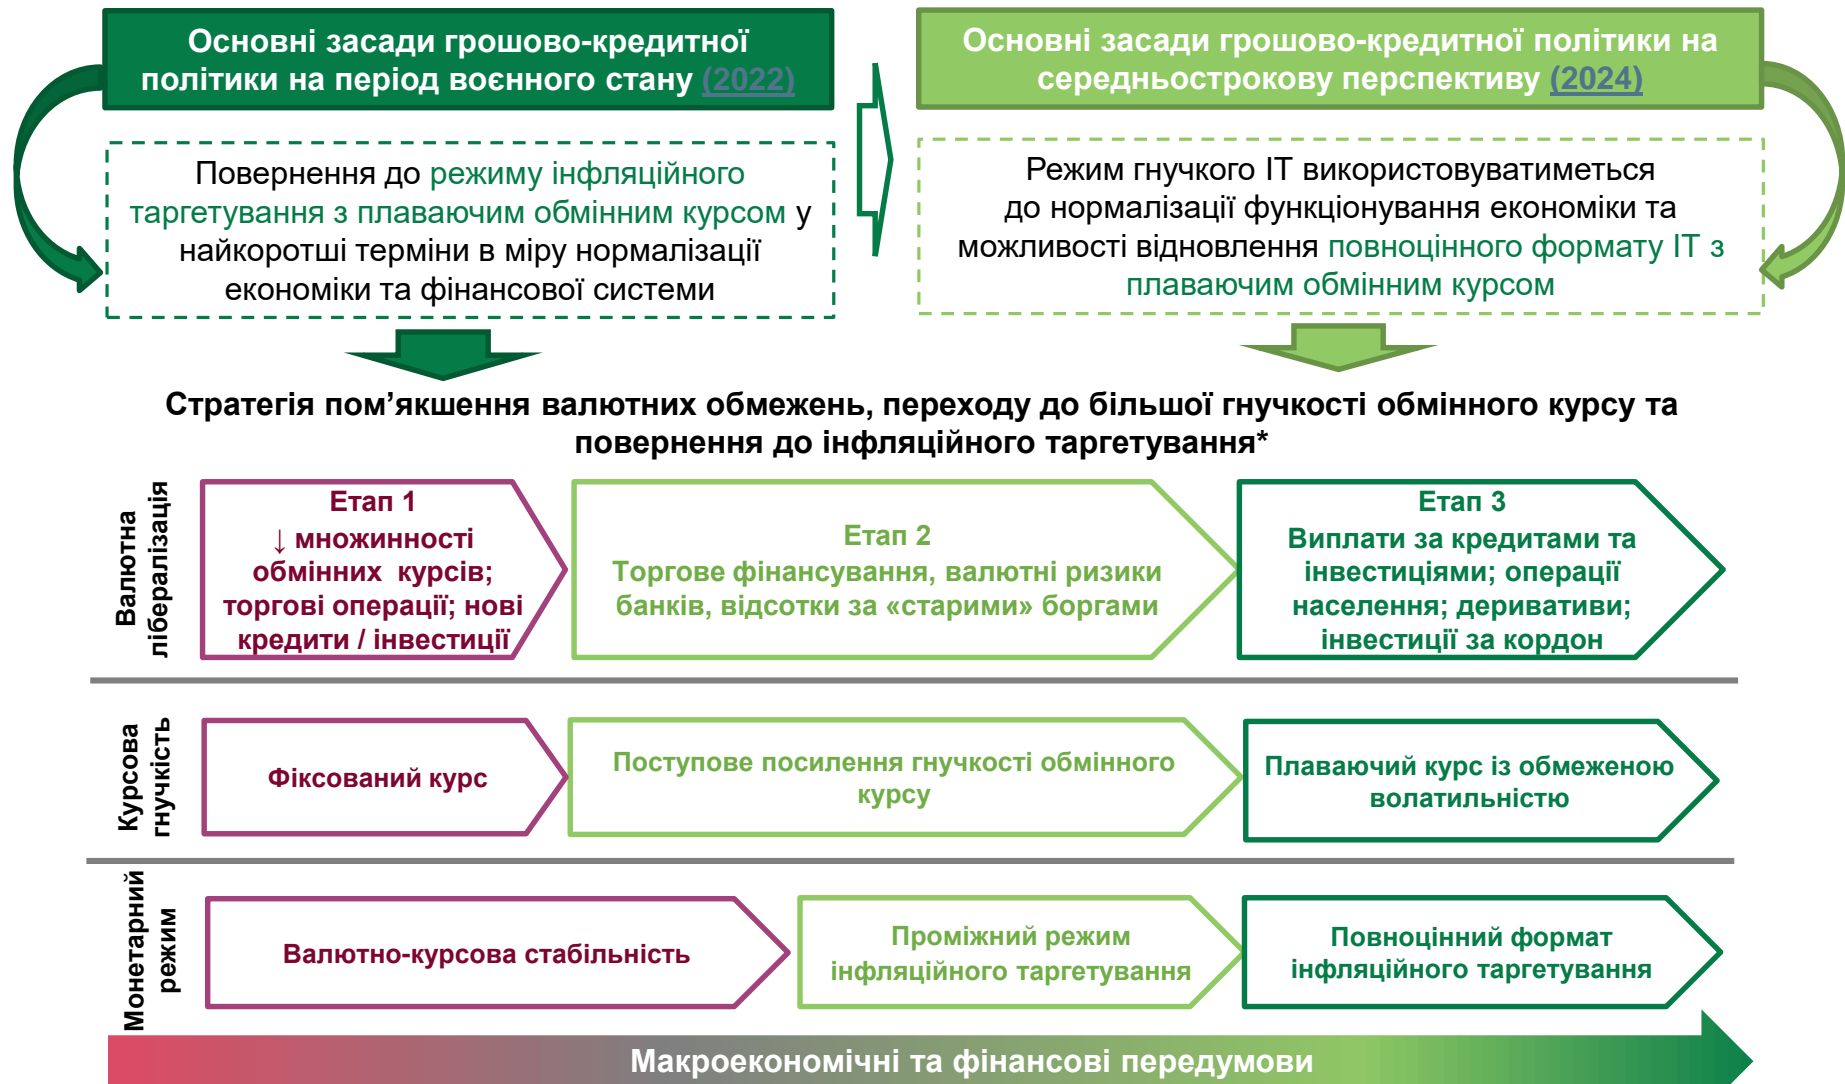 Основні засади грошово-кредитної
політики на період воєнного стану (2022)
Основні засади грошово-кредитної політики на
середньострокову перспективу (2024)
Повернення до режиму інфляційного
таргетування з плаваючим обмінним курсом у
найкоротші терміни в міру нормалізації
економіки та фінансової системи
Режим гнучкого ІТ використовуватиметься
до нормалізації функціонування економіки та
можливості відновлення повноцінного формату ІТ з
плаваючим обмінним курсом
Стратегія пом’якшення валютних обмежень, переходу до більшої гнучкості обмінного курсу та
повернення до інфляційного таргетування*
Валютна
лібералізація
Етап 1
↓ множинності
обмінних курсів;
торгові операції; нові
кредити / інвестиції
Етап 2
Торгове фінансування, валютні ризики
банків, відсотки за «старими» боргами
Етап 3
Виплати за кредитами та
інвестиціями; операції
населення; деривативи;
інвестиції за кордон
Курсова
гнучкість
Фіксований курс
Поступове посилення гнучкості обмінного
курсу
Плаваючий курс із обмеженою
волатильністю
Монетарний
режим
Валютно-курсова стабільність
Проміжний режим
інфляційного таргетування
Повноцінний формат
інфляційного таргетування
Макроекономічні та фінансові передумови